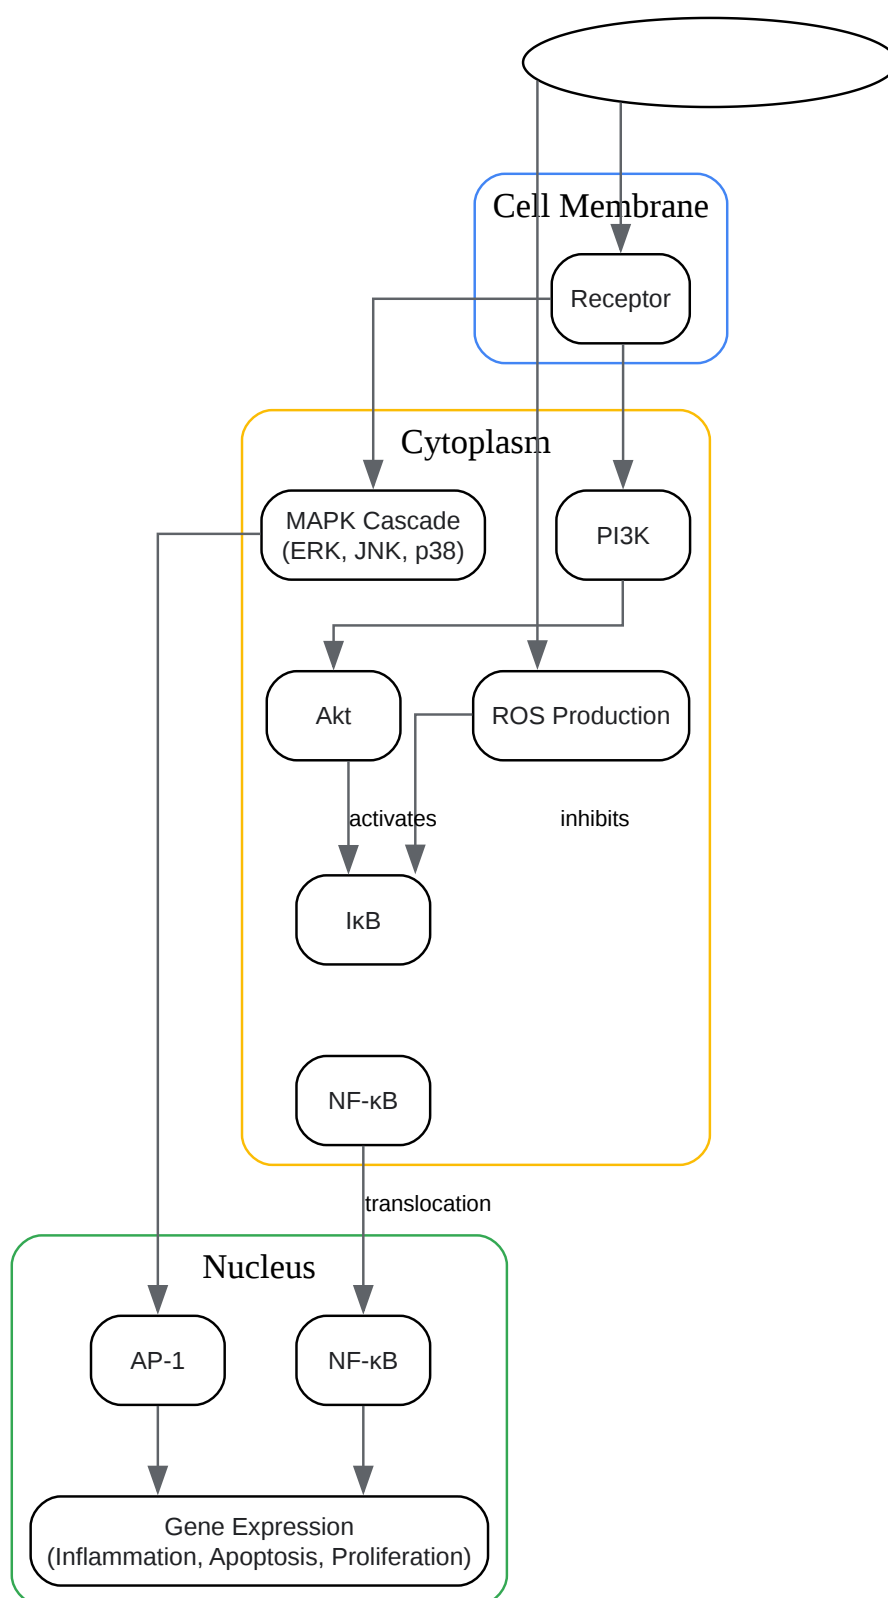 Cell Membrane
Receptor
Cytoplasm
MAPK Cascade
(ERK, JNK, p38)
PI3K
Akt
ROS Production
activates
inhibits
IκB
NF-κB
translocation
Nucleus
AP-1
NF-κB
Gene Expression
(Inflammation, Apoptosis, Proliferation)